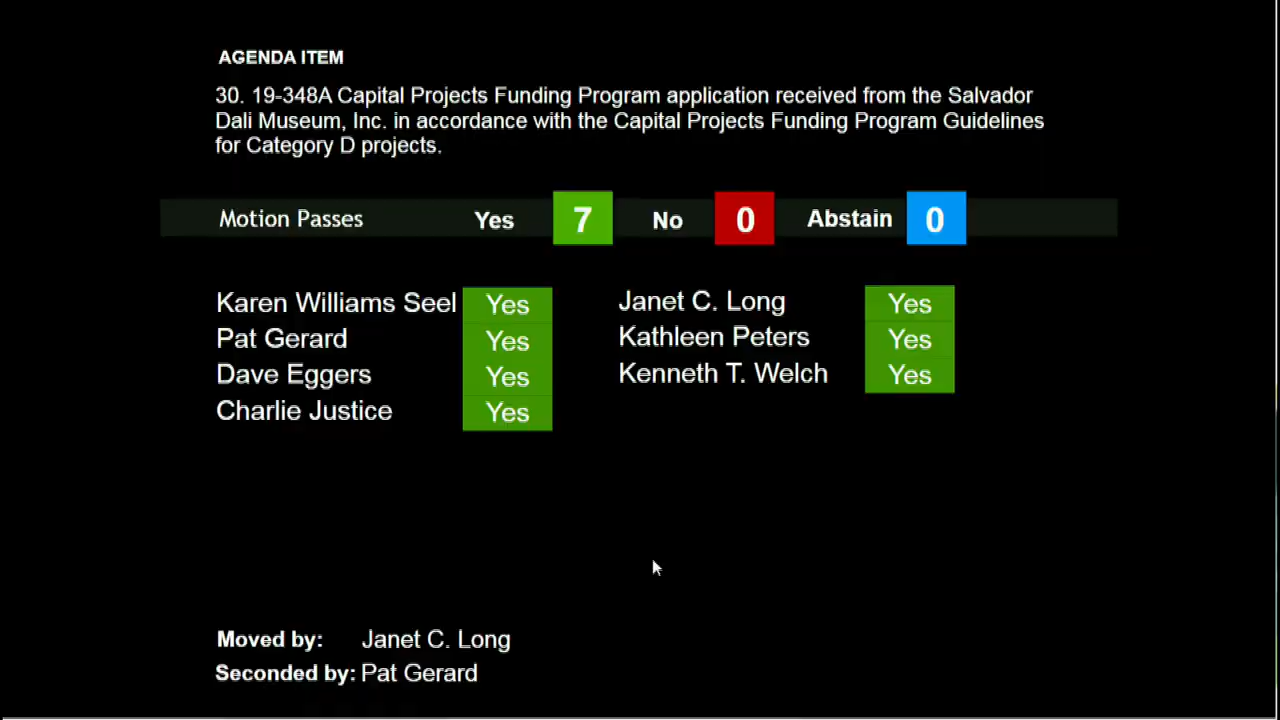 AGENDA ITEM
30. 19-348A Capital Projects Funding Program application received from the Salvador
Dali Museum, Inc. in accordance with the Capital Projects Funding Program Guidelines
for Category D projects.
Motion Passes Yes 7 No 0 Abstain 0
Karen Williams Seel Yes
Pat Gerard Yes
Dave Eggers Yes
Charlie Justice Yes
Janet C. Long Yes
Kathleen Peters Yes
Kenneth T. Welch Yes
Moved by: Janet C. Long
Seconded by: Pat Gerard